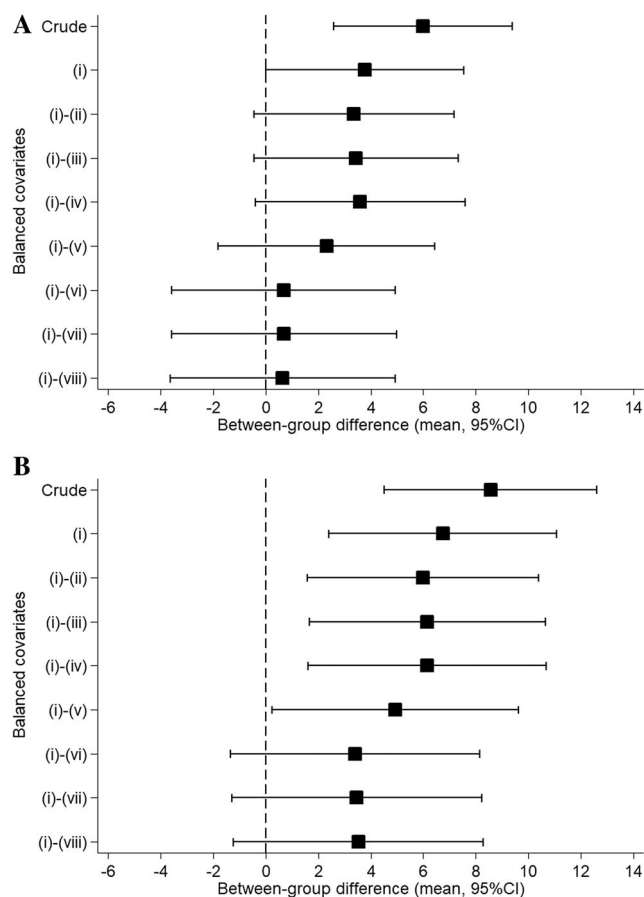 A
Balanced covariates
Crude
(i)
(i)-(ii)
(i)-(iii)
(i)-(iv)
(i)-(v)
(i)-(vi)
(i)-(vii)
(i)-(viii)
-6 -4 -2 0 2 4 6 8 10 12 14
Between-group difference (mean, 95%CI)
B
Balanced covariates
Crude
(i)
(i)-(ii)
(i)-(iii)
(i)-(iv)
(i)-(v)
(i)-(vi)
(i)-(vii)
(i)-(viii)
-6 -4 -2 0 2 4 6 8 10 12 14
Between-group difference (mean, 95%CI)